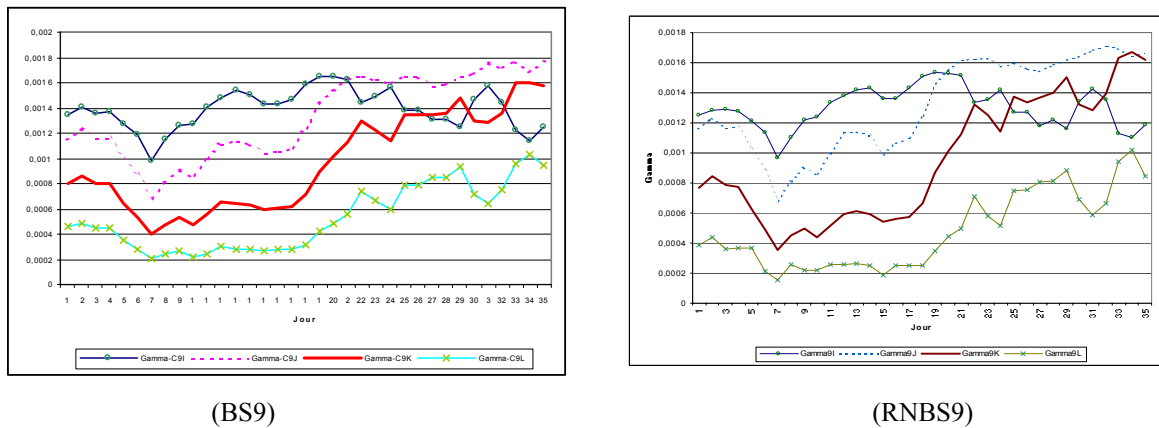 0,002
0,0018
0,0016
0,0014
0,0012
0,001
0,0008
0,0006
0,0004
0,0002
0
1 2 3 4 5 6 7 8 9 1 1 1 1 1 1 1 1 1 1 20 2 22 23 24 25 26 27 28 29 30 3 32 33 34 35
Jour
Gamma-C9I Gamma-C9J Gamma-C9K Gamma-C9L
(BS9)
0,0018
0,0016
0,0014
0,0012
0,001
0,0008
0,0006
0,0004
0,0002
0
Gamma
1 3 5 7 9 11 13 15 17 19 21 23 25 27 29 31 33 35
Jour
Gamma9I Gamma9J Gamma9K Gamma9L
(RNBS9)